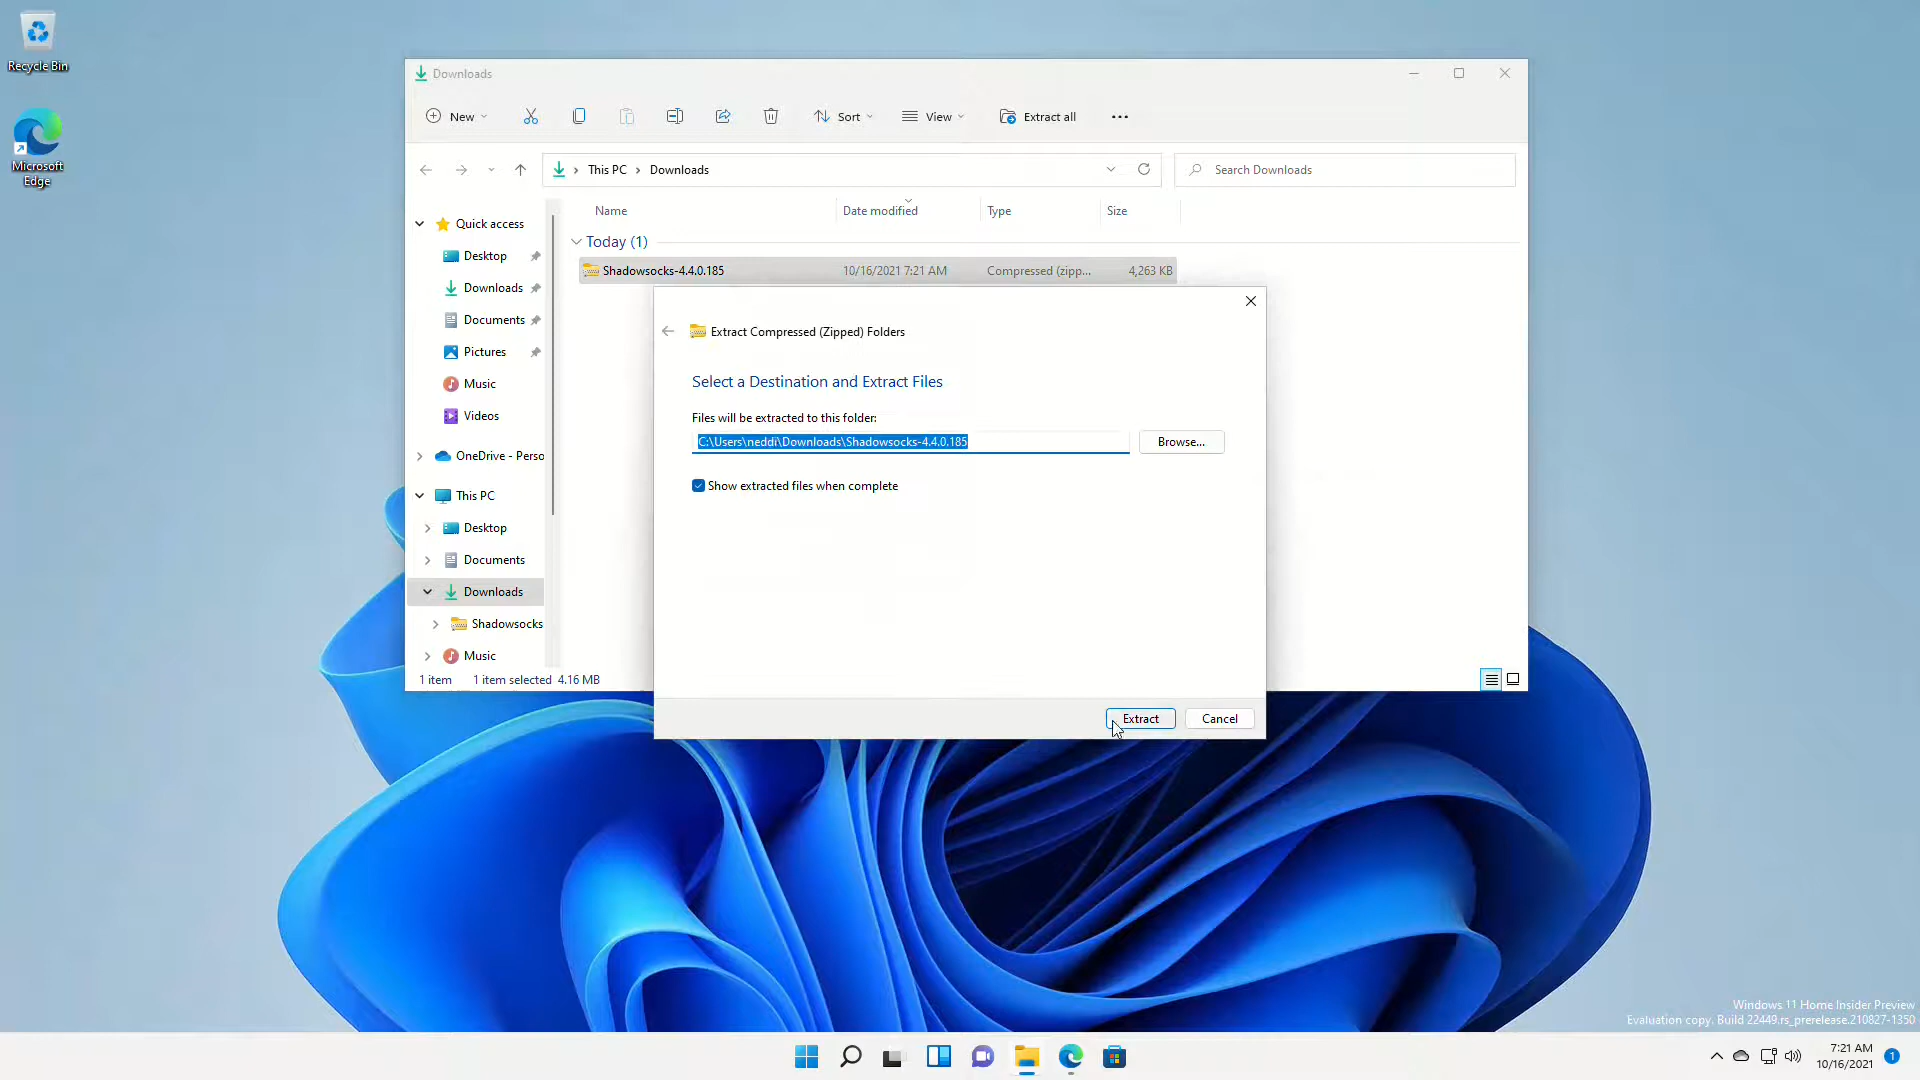 Recycle Bin
Microsoft
Edge
Downloads
New
Sort
View
Extract all
This PC
Downloads
Search Downloads
Name
Date modified
Type
Size
Quick access
Desktop
Downloads
Documents
Pictures
Music
Videos
OneDrive - Perso
This PC
Desktop
Documents
Downloads
Shadowsocks
Music
Today (1)
Shadowsocks-4.4.0.185 10/16/2021 7:21 AM Compressed (zipp... 4,263 KB
Extract Compressed (Zipped) Folders
Select a Destination and Extract Files
Files will be extracted to this folder:
C:\Users\neddi\Downloads\Shadowsocks-4.4.0.185
Browse...
Show extracted files when complete
Extract
Cancel
1 item 1 item selected 4.16 MB
Windows 11 Home Insider Preview
Evaluation copy. Build 22449.rs_prerelease.210827-1350
7:21 AM
10/16/2021
1